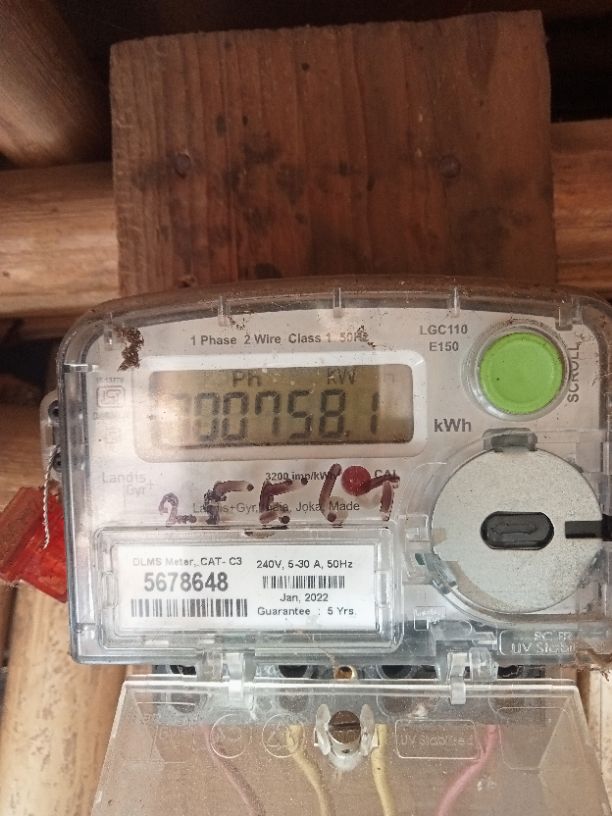 1 Phase 2 Wire Class 1 50Hz
LGC110
E150
SCROLL
Ph kW
000758.1
kWh
Landis
Gyr+
3200 imp/kWh
CAL
Landis+Gyr, Joka, Made
DLMS Meter, CAT- C3
5678648
240V, 5-30 A, 50Hz
Jan, 2022
Guarantee : 5 Yrs.
UV Stabilised